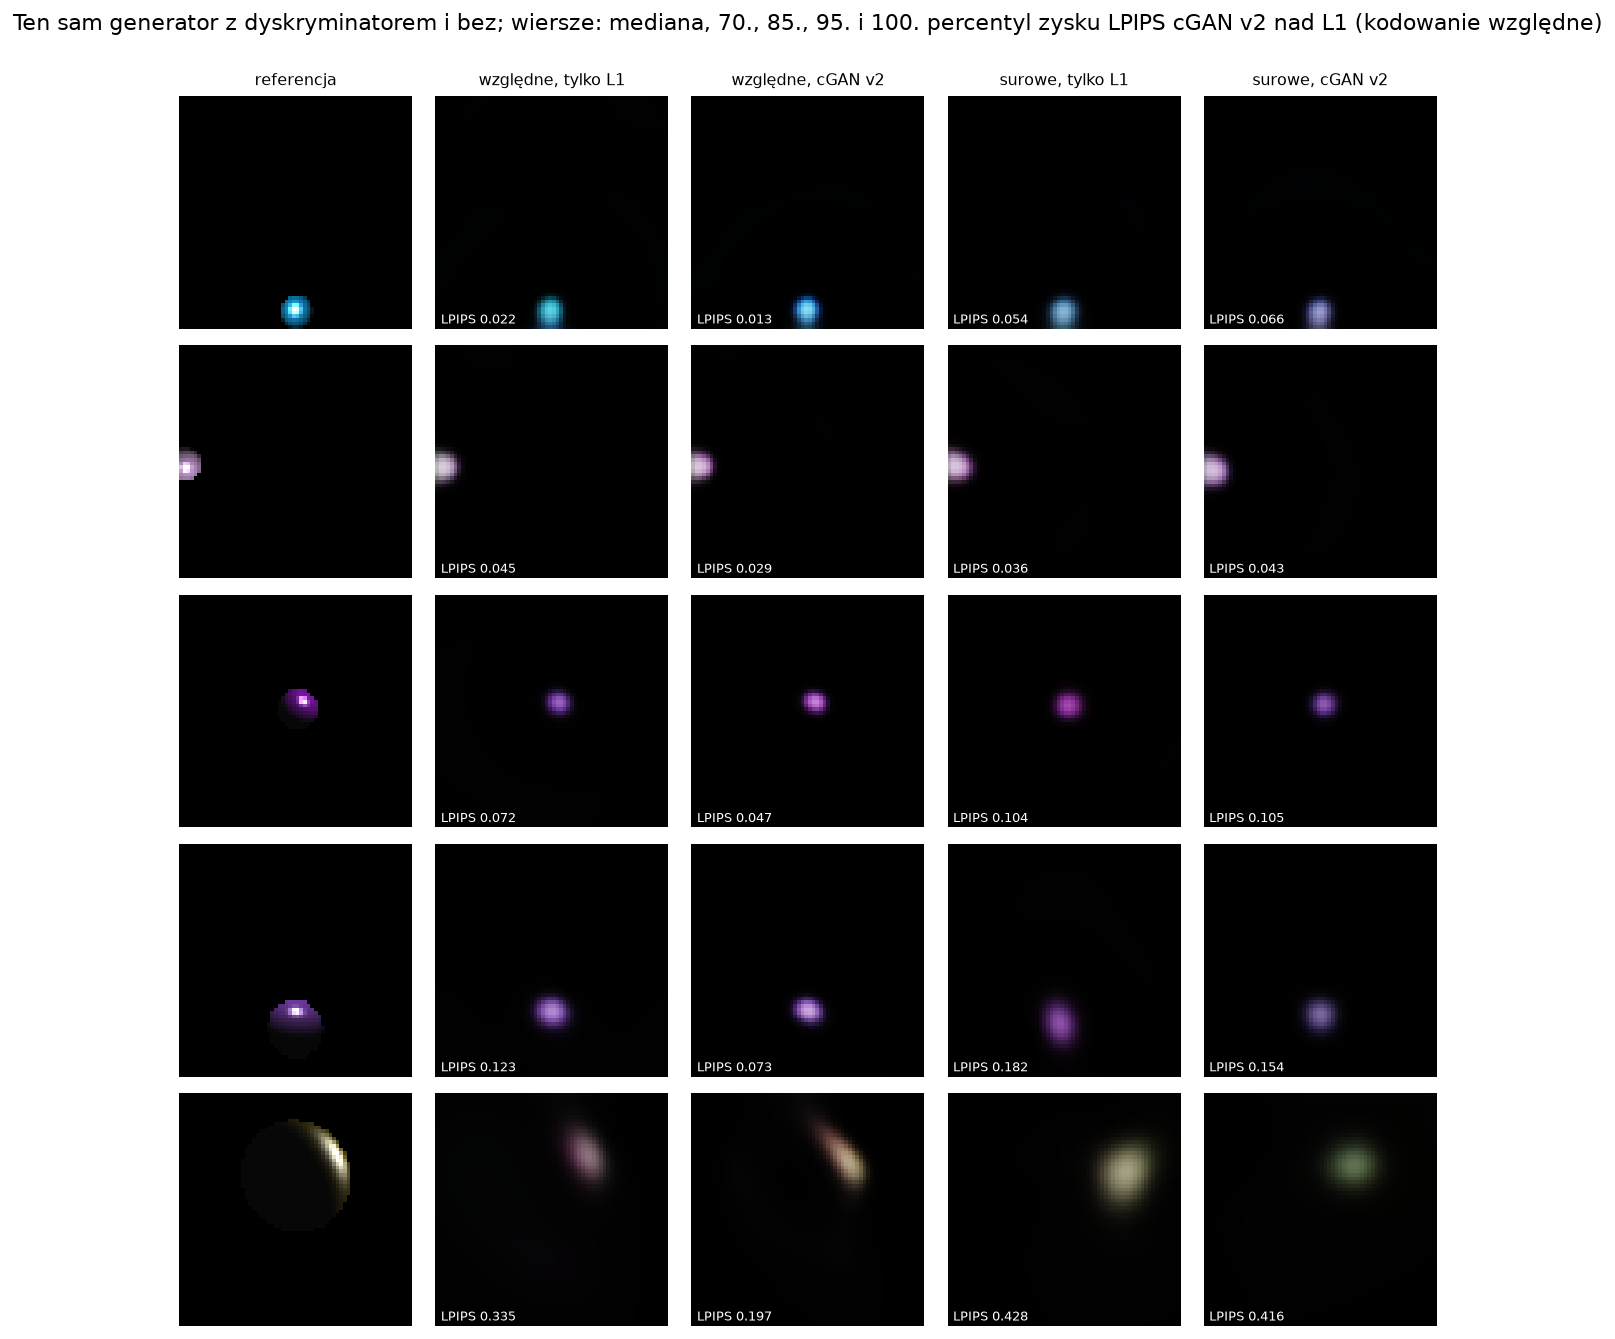 Ten sam generator z dyskryminatorem i bez; wiersze: mediana, 70., 85., 95. i 100. percentyl zysku LPIPS cGAN v2 nad L1 (kodowanie względne)
referencja względne, tylko L1 względne, cGAN v2 surowe, tylko L1 surowe, cGAN v2
LPIPS 0.022 LPIPS 0.013 LPIPS 0.054 LPIPS 0.066
LPIPS 0.045 LPIPS 0.029 LPIPS 0.036 LPIPS 0.043
LPIPS 0.072 LPIPS 0.047 LPIPS 0.104 LPIPS 0.105
LPIPS 0.123 LPIPS 0.073 LPIPS 0.182 LPIPS 0.154
LPIPS 0.335 LPIPS 0.197 LPIPS 0.428 LPIPS 0.416